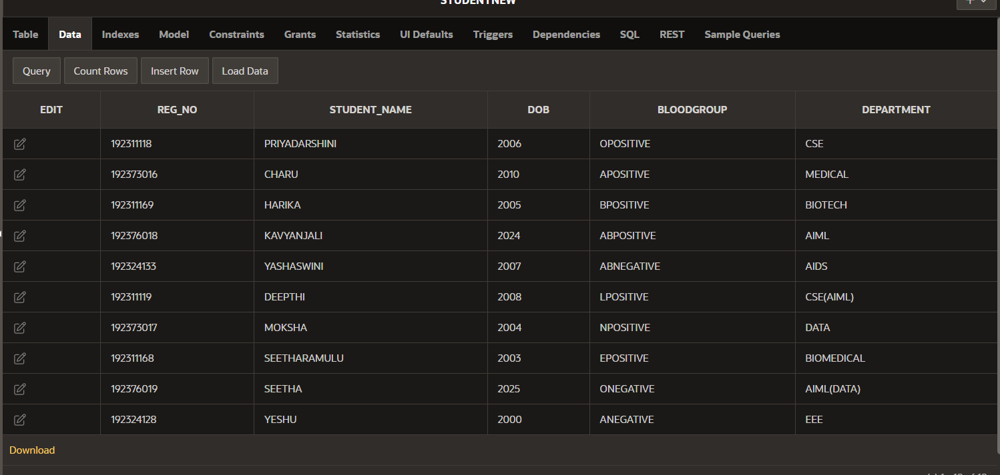 STUDENTNEW
Table Data Indexes Model Constraints Grants Statistics UI Defaults Triggers Dependencies SQL REST Sample Queries
Query Count Rows Insert Row Load Data
EDIT REG_NO STUDENT_NAME DOB BLOODGROUP DEPARTMENT
192311118 PRIYADARSHINI 2006 OPOSITIVE CSE
192373016 CHARU 2010 APOSITIVE MEDICAL
192311169 HARIKA 2005 BPOSITIVE BIOTECH
192376018 KAVYANJALI 2024 ABPOSITIVE AIML
192324133 YASHASWINI 2007 ABNEGATIVE AIDS
192311119 DEEPTHI 2008 LPOSITIVE CSE(AIML)
192373017 MOKSHA 2004 NPOSITIVE DATA
192311168 SEETHARAMULU 2003 EPOSITIVE BIOMEDICAL
192376019 SEETHA 2025 ONEGATIVE AIML(DATA)
192324128 YESHU 2000 ANEGATIVE EEE
Download